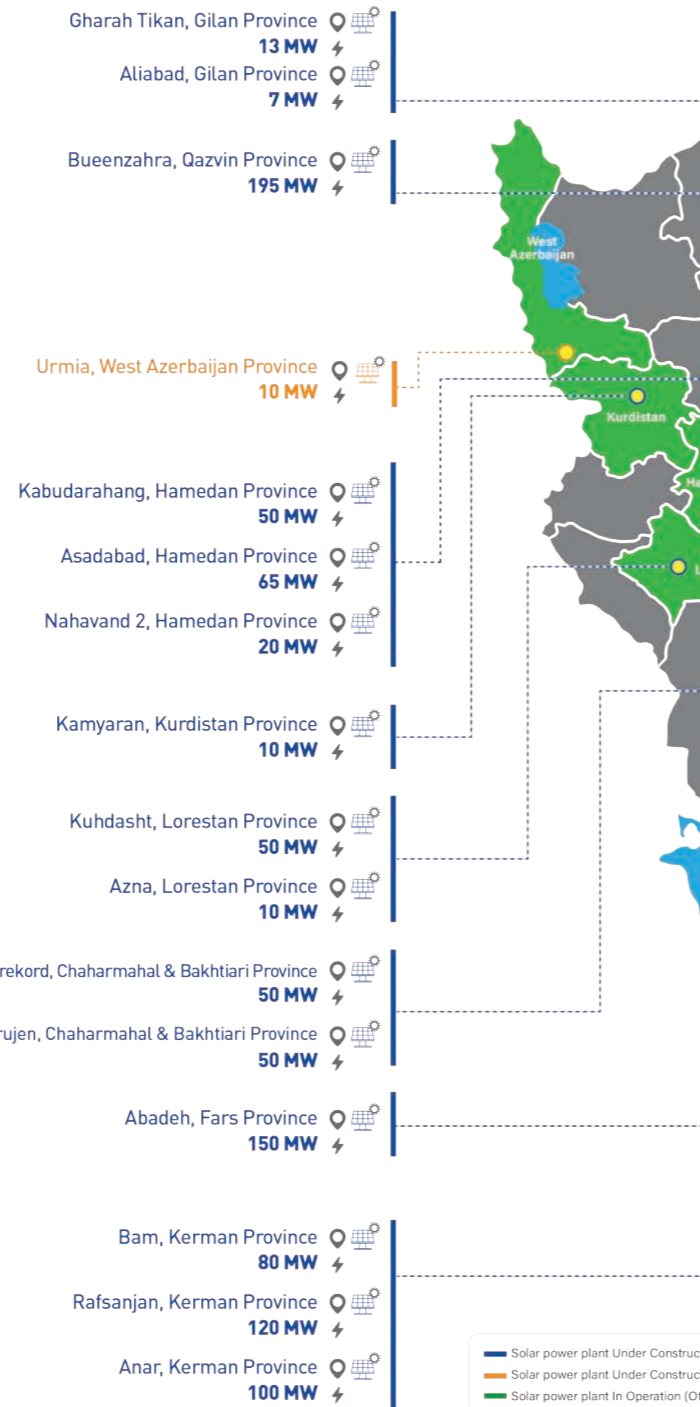 Gharah Tikan, Gilan Province
13 MW
Aliabad, Gilan Province
7 MW
Bueenzahra, Qazvin Province
195 MW
West
Azerbaijan
Urmia, West Azerbaijan Province
10 MW
Kurdistan
Kabudarahang, Hamedan Province
50 MW
Asadabad, Hamedan Province
65 MW
Nahavand 2, Hamedan Province
20 MW
Kamyaran, Kurdistan Province
10 MW
Kuhdasht, Lorestan Province
50 MW
Azna, Lorestan Province
10 MW
rekord, Chaharmahal & Bakhtiari Province
50 MW
rujen, Chaharmahal & Bakhtiari Province
50 MW
Abadeh, Fars Province
150 MW
Bam, Kerman Province
80 MW
Rafsanjan, Kerman Province
120 MW
Anar, Kerman Province
100 MW
Solar power plant Under Construc
Solar power plant Under Construc
Solar power plant In Operation (Ot